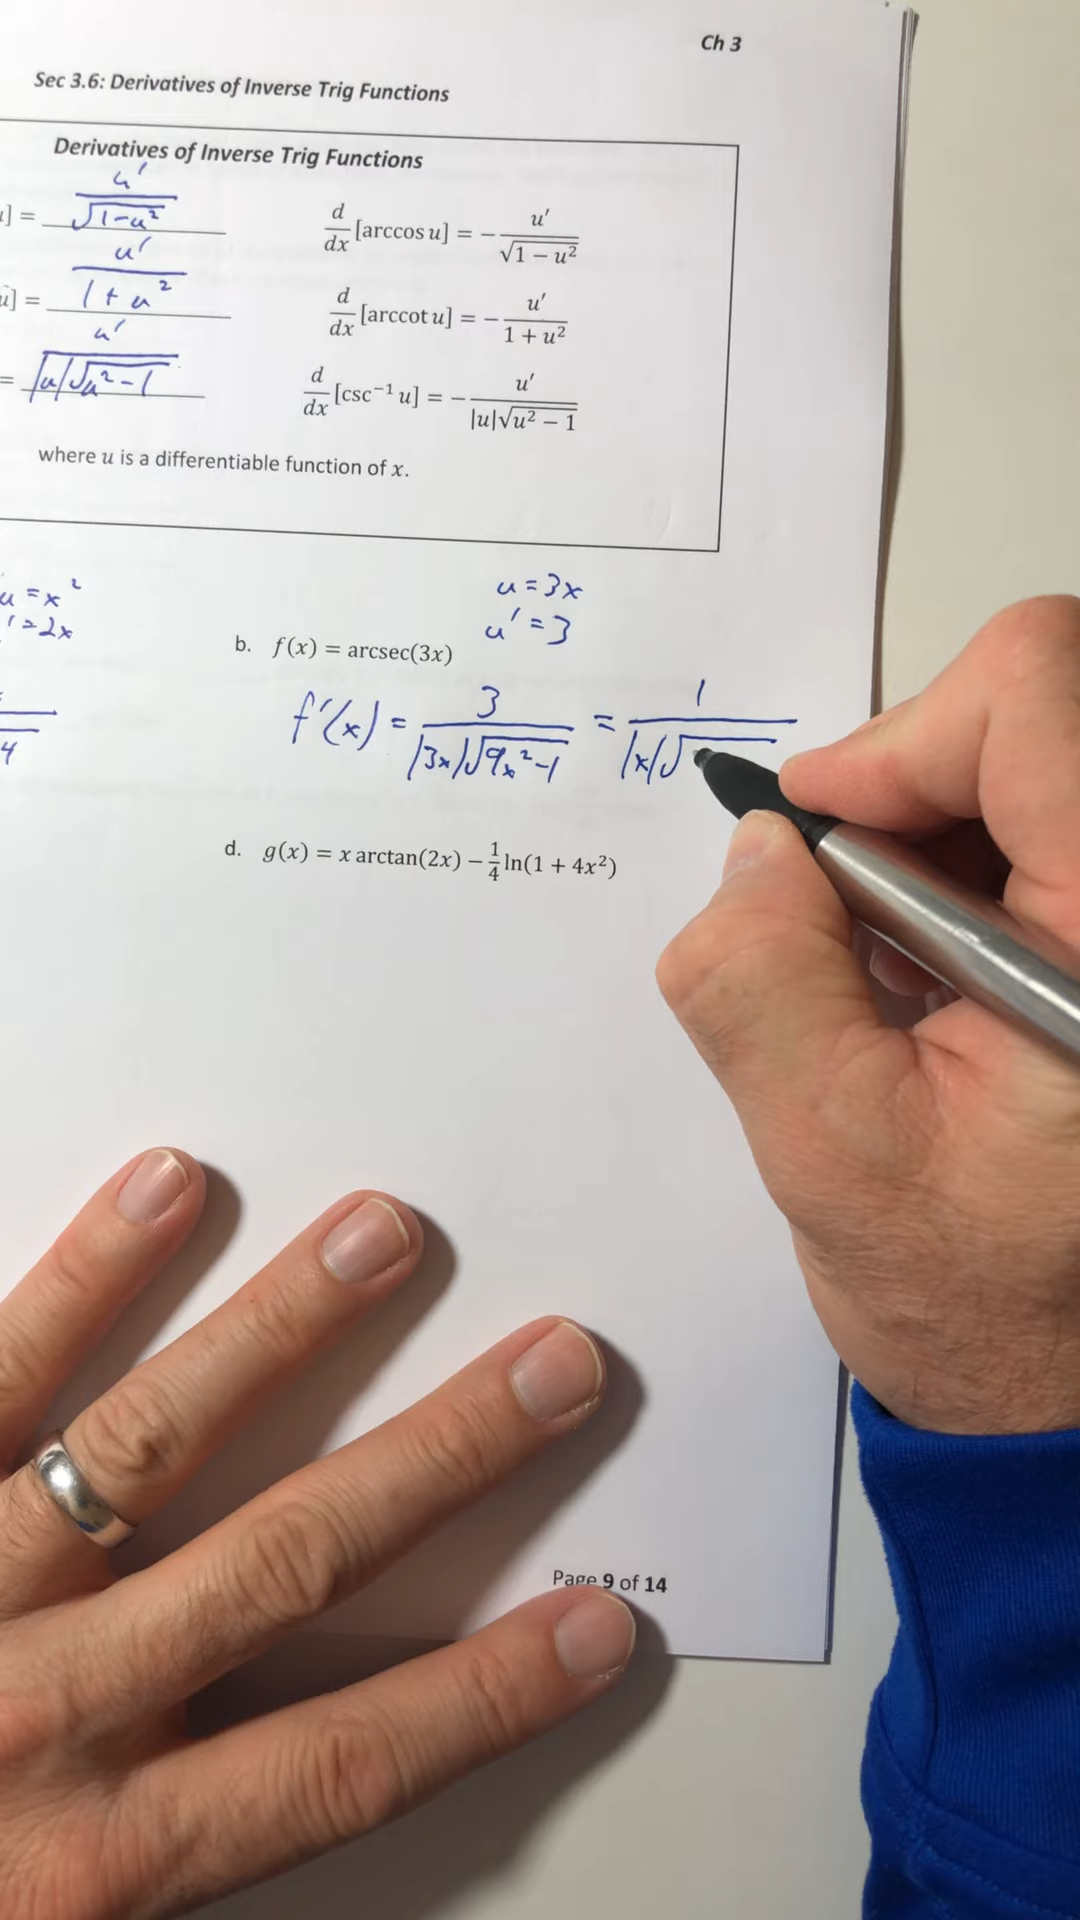 Ch 3
Sec 3.6: Derivatives of Inverse Trig Functions
Derivatives of Inverse Trig Functions
] = u' / √(1-u²)
d/dx [arccos u] = − u' / √(1 − u²)
u] = u' / (1 + u²)
d/dx [arccot u] = − u' / (1 + u²)
= u' / (|u|√(u²-1))
d/dx [csc⁻¹ u] = − u' / (|u|√(u² − 1))
where u is a differentiable function of x.
u = x²
' = 2x
u = 3x
u' = 3
b. f(x) = arcsec(3x)
4
f'(x) = 3 / (|3x|√(9x²-1)) = 1 / (|x|√
d. g(x) = x arctan(2x) − 1/4 ln(1 + 4x²)
Page 9 of 14